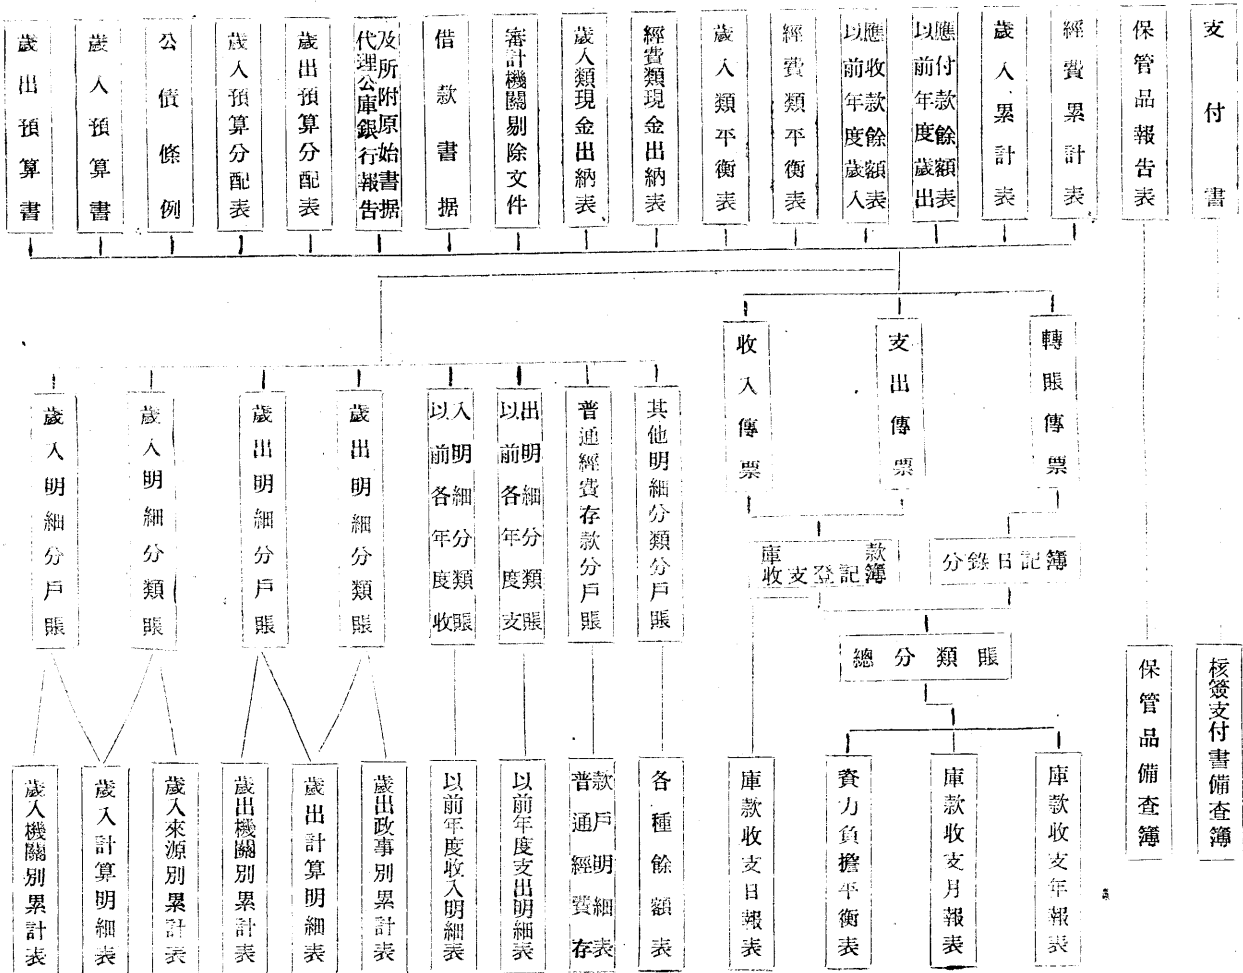 支付書
保管品報告表
經費累計表
歲入累計表
以前年度歲出
應付款餘額表
以前年度歲入
應收款餘額表
經費類平衡表
歲入類平衡表
經費類現金出納表
歲入類現金出納表
審計機關剔除文件
借款書据
代理公庫銀行報告
及所附原始書据
歲出預算分配表
歲入預算分配表
公債條例
歲入預算書
歲出預算書
轉賬傳票
支出傳票
收入傳票
其他明細分類分戶賬
普通經費存款分戶賬
以前各年度支
出明細分類賬
以前各年度收
入明細分類賬
歲出明細分類賬
歲出明細分戶賬
歲入明細分類賬
歲入明細分戶賬
分錄日記簿
庫款
收支登記簿
總分類賬
核簽支付書備查簿
保管品備查簿
庫款收支年報表
庫款收支月報表
資力負擔平衡表
庫款收支日報表
各種餘額表
普通經費存
款戶明細表
以前年度支出明細表
以前年度收入明細表
歲出政事別累計表
歲出計算明細表
歲出機關別累計表
歲入來源別累計表
歲入計算明細表
歲入機關別累計表